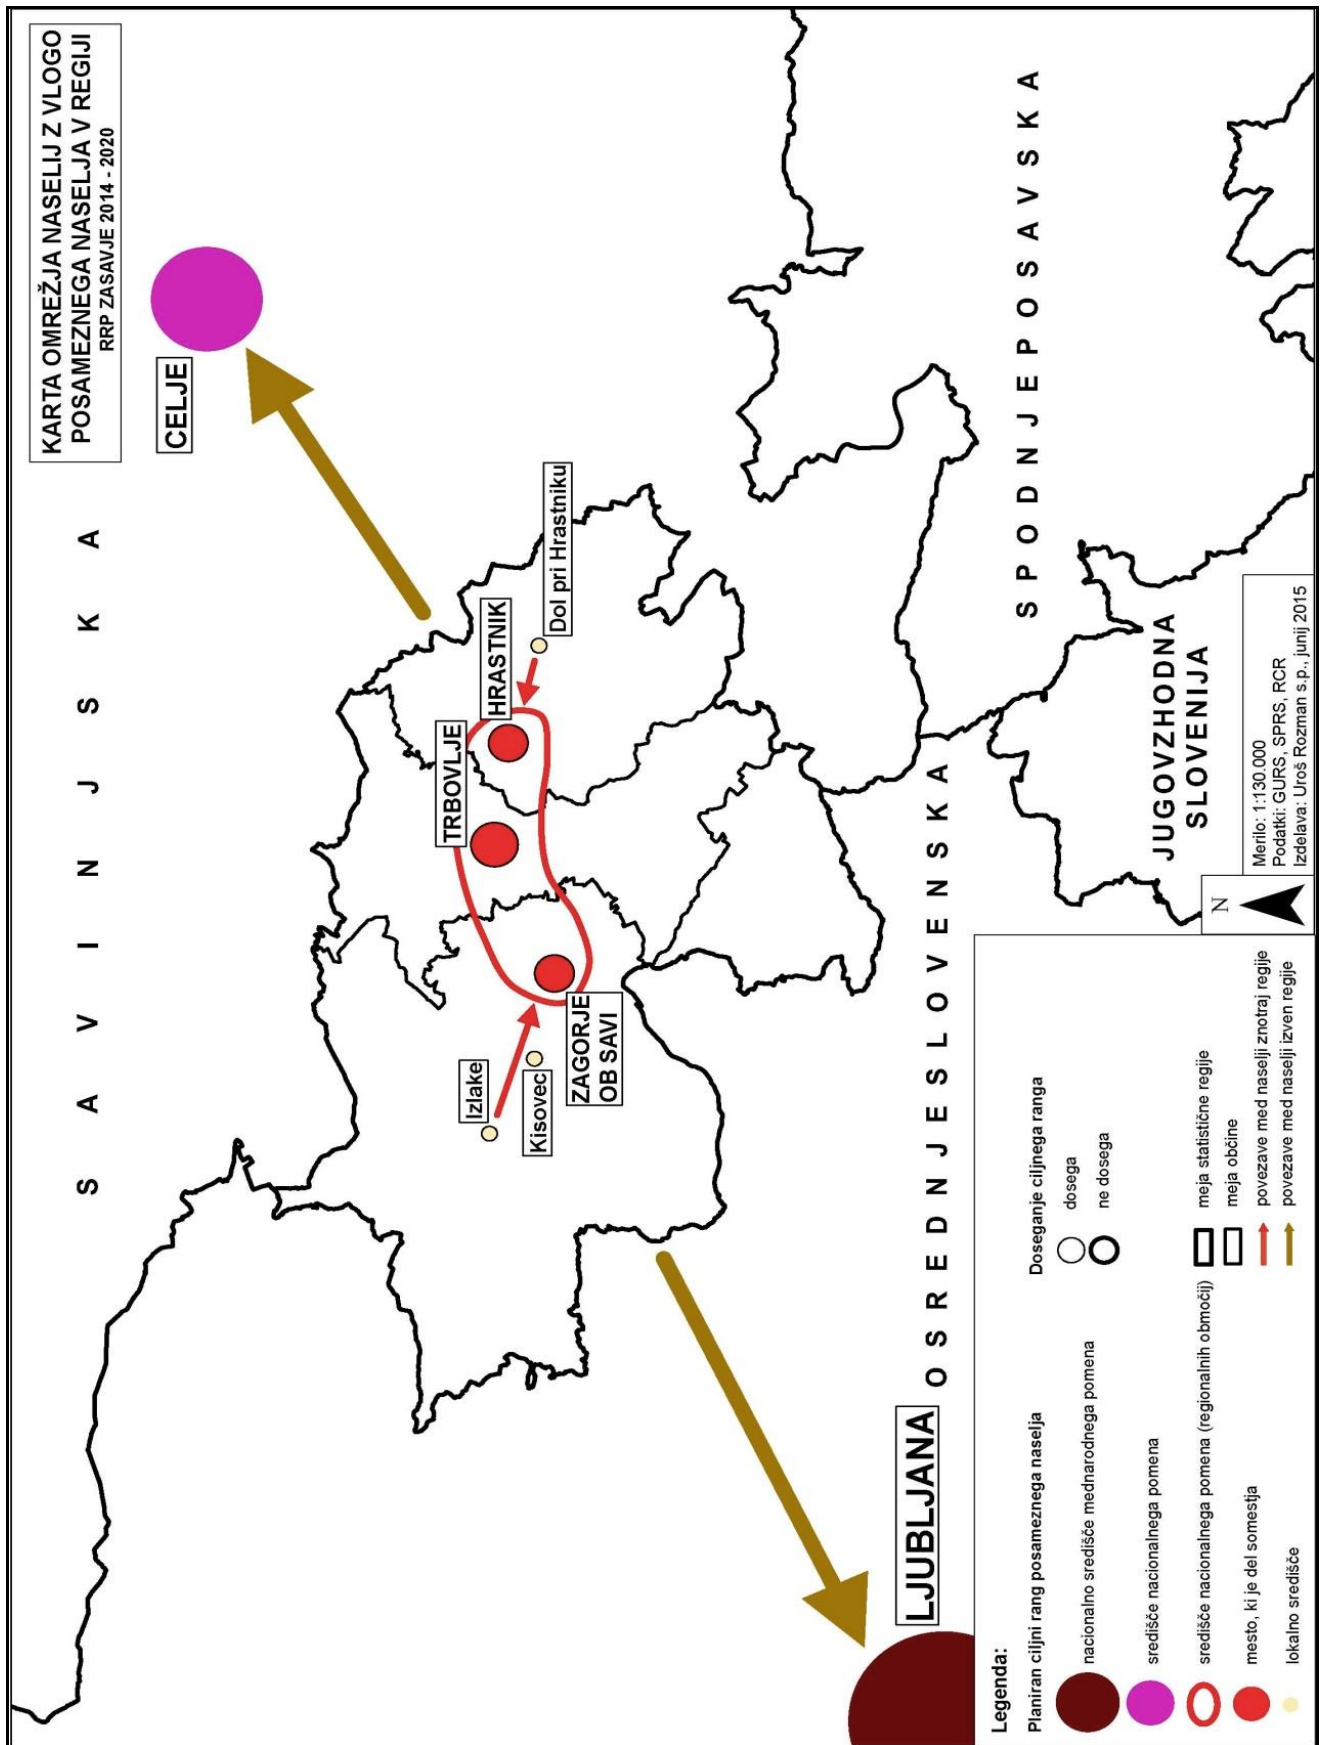 KARTA OMREŽJA NASELIJ Z VLOGO
POSAMEZNEGA NASELJA V REGIJI
RRP ZASAVJE 2014 - 2020
SAVINJSKA
CELJE
Dol pri Hrastniku
HRASTNIK
TRBOVLJE
Izlake
Kisovec
ZAGORJE
OB SAVI
LJUBLJANA
OSREDNJESLOVENSKA
SPODNJEPOSAVSKA
JUGOVZHODNA
SLOVENIJA
N
Merilo: 1:130.000
Podatki: GURS, SPRS, RCR
Izdelava: Uroš Rozman s.p., junij 2015
Legenda:
Planiran ciljni rang posameznega naselja
nacionalno središče mednarodnega pomena
središče nacionalnega pomena
središče nacionalnega pomena (regionalnih območij)
mesto, ki je del somestja
lokalno središče
Doseganje ciljnega ranga
dosega
ne dosega
meja statistične regije
meja občine
povezave med naselji znotraj regije
povezave med naselji izven regije